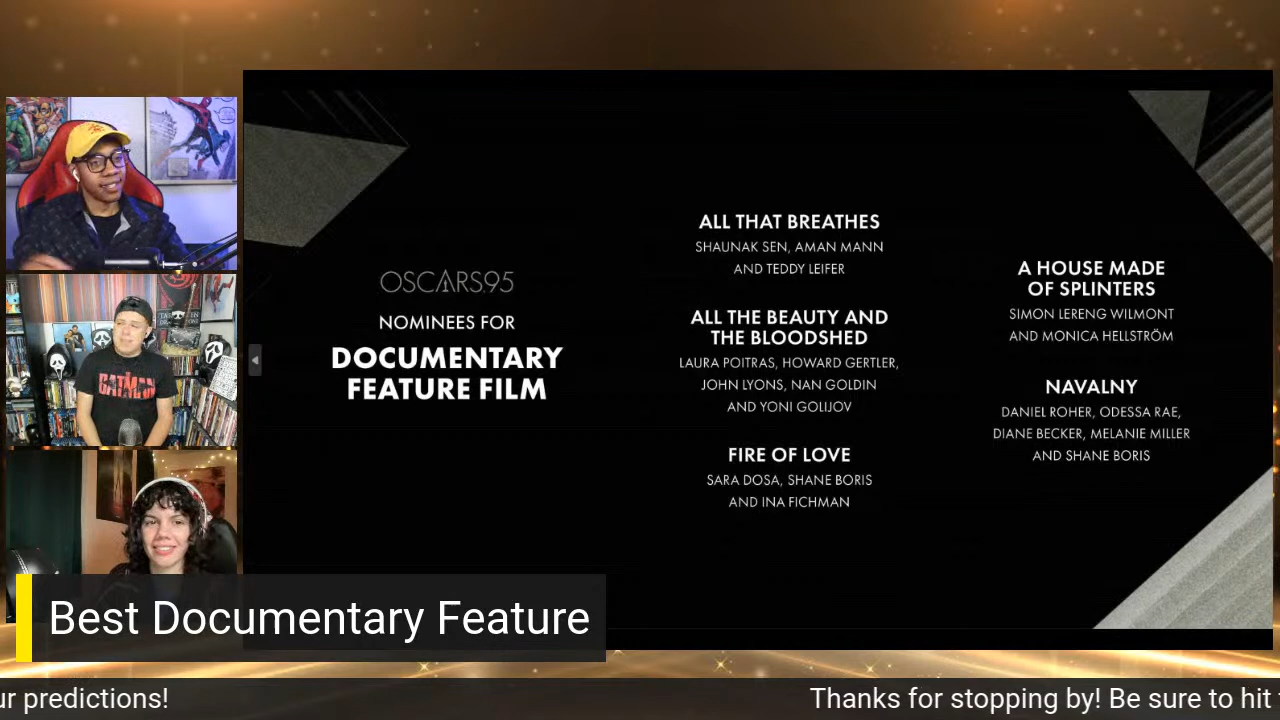 OSCARS95
NOMINEES FOR
DOCUMENTARY
FEATURE FILM
ALL THAT BREATHES
SHAUNAK SEN, AMAN MANN
AND TEDDY LEIFER
ALL THE BEAUTY AND
THE BLOODSHED
LAURA POITRAS, HOWARD GERTLER,
JOHN LYONS, NAN GOLDIN
AND YONI GOLIJOV
FIRE OF LOVE
SARA DOSA, SHANE BORIS
AND INA FICHMAN
A HOUSE MADE
OF SPLINTERS
SIMON LERENG WILMONT
AND MONICA HELLSTRÖM
NAVALNY
DANIEL ROHER, ODESSA RAE,
DIANE BECKER, MELANIE MILLER
AND SHANE BORIS
BATMAN
Best Documentary Feature
predictions!
Thanks for stopping by! Be sure to hit